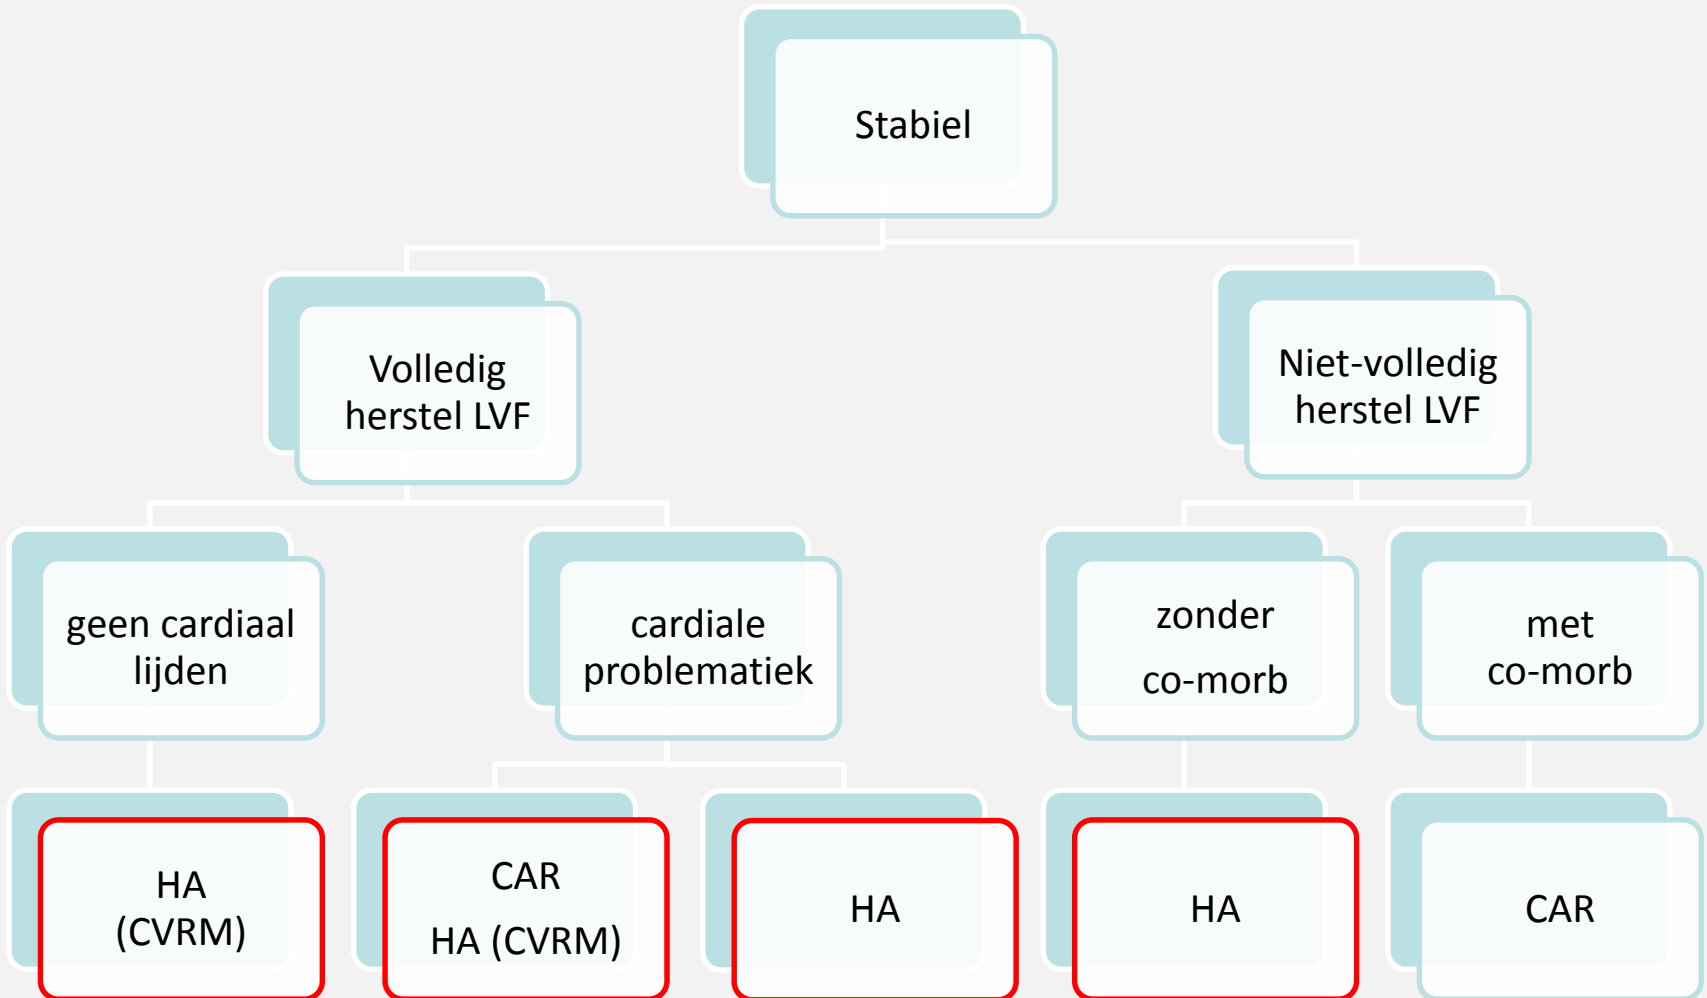 Stabiel
Volledig
herstel LVF
Niet-volledig
herstel LVF
geen cardiaal
lijden
cardiale
problematiek
zonder
co-morb
met
co-morb
HA
(CVRM)
CAR
HA (CVRM)
HA
HA
CAR